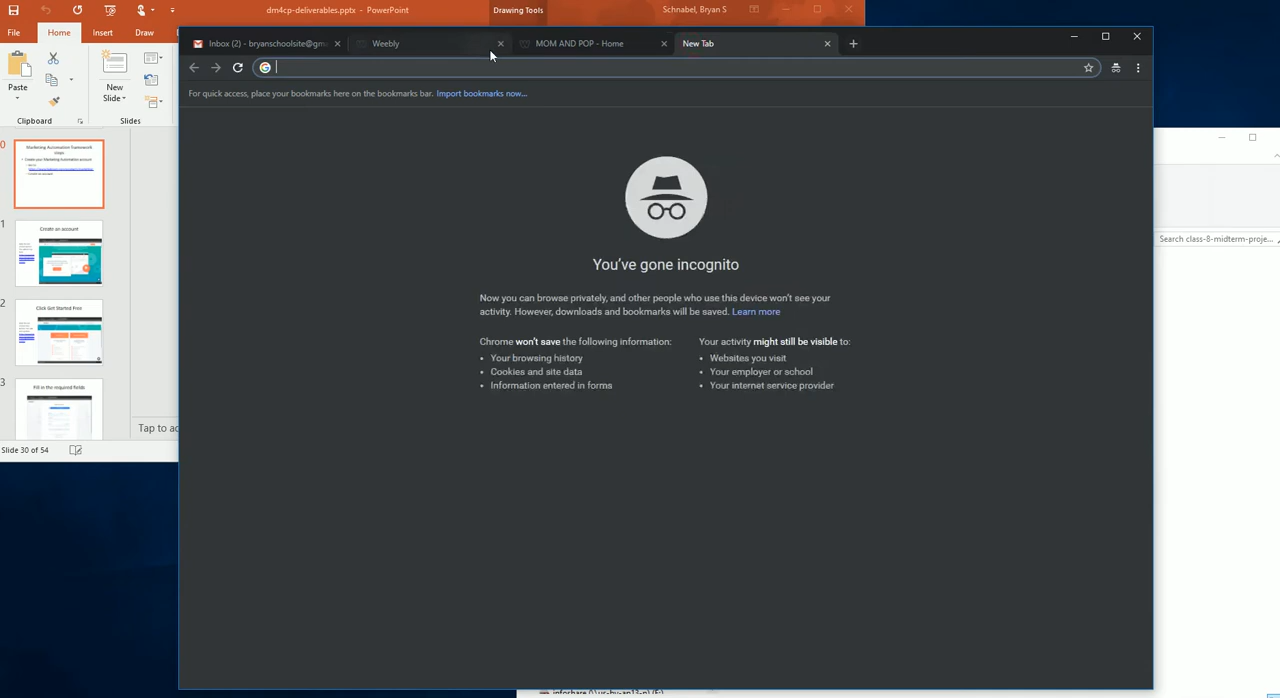 dm4cp-deliverables.pptx - PowerPoint
Drawing Tools
Schnabel, Bryan S
File
Home
Insert
Draw
Paste
New
Slide
Clipboard
Slides
Inbox (2) - bryanschoolsite@gm
Weebly
MOM AND POP - Home
New Tab
For quick access, place your bookmarks here on the bookmarks bar. Import bookmarks now...
You've gone incognito
Now you can browse privately, and other people who use this device won't see your
activity. However, downloads and bookmarks will be saved. Learn more
Chrome won't save the following information:
• Your browsing history
• Cookies and site data
• Information entered in forms
Your activity might still be visible to:
• Websites you visit
• Your employer or school
• Your internet service provider
Search class-8-midterm-proje...
0
Marketing Automation Framework
1
Create an account
2
Click Get Started Free
3
Fill in the required fields
Tap to ad
Slide 30 of 54